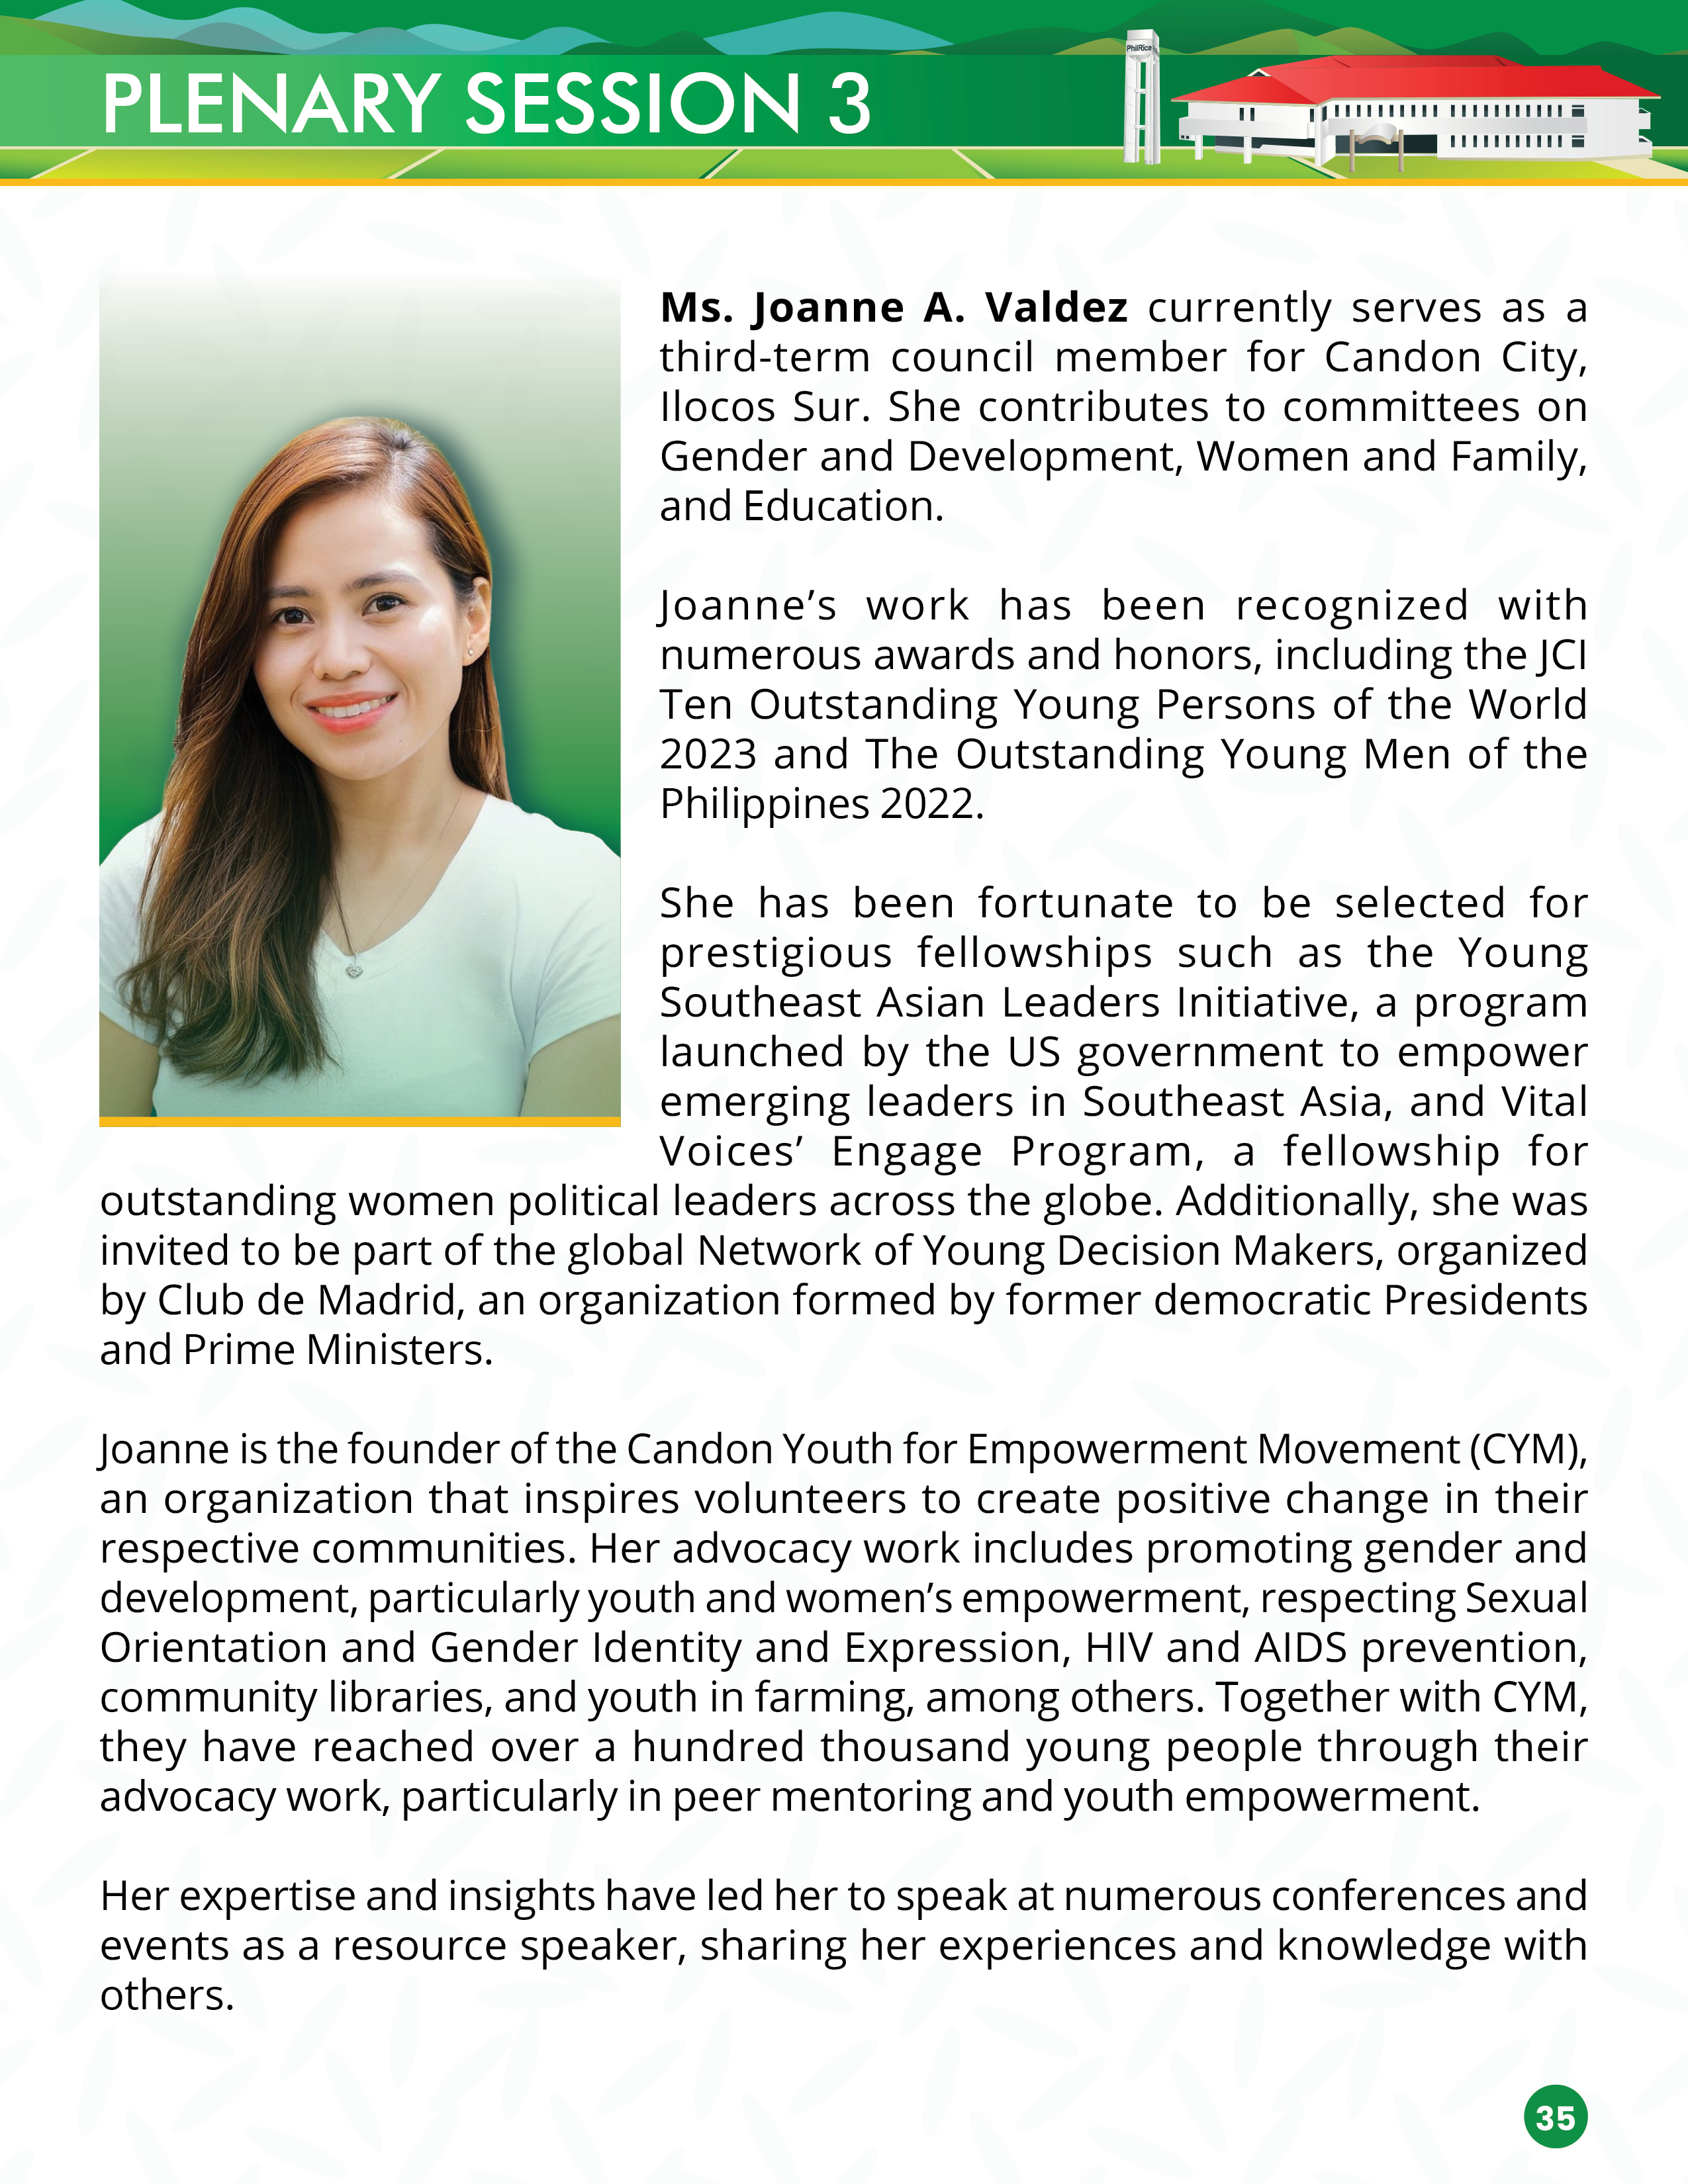 PhilRice
PLENARY SESSION 3
Ms. Joanne A. Valdez currently serves as a
third-term council member for Candon City,
Ilocos Sur. She contributes to committees on
Gender and Development, Women and Family,
and Education.
Joanne’s work has been recognized with
numerous awards and honors, including the JCI
Ten Outstanding Young Persons of the World
2023 and The Outstanding Young Men of the
Philippines 2022.
She has been fortunate to be selected for
prestigious fellowships such as the Young
Southeast Asian Leaders Initiative, a program
launched by the US government to empower
emerging leaders in Southeast Asia, and Vital
Voices’ Engage Program, a fellowship for
outstanding women political leaders across the globe. Additionally, she was
invited to be part of the global Network of Young Decision Makers, organized
by Club de Madrid, an organization formed by former democratic Presidents
and Prime Ministers.
Joanne is the founder of the Candon Youth for Empowerment Movement (CYM),
an organization that inspires volunteers to create positive change in their
respective communities. Her advocacy work includes promoting gender and
development, particularly youth and women’s empowerment, respecting Sexual
Orientation and Gender Identity and Expression, HIV and AIDS prevention,
community libraries, and youth in farming, among others. Together with CYM,
they have reached over a hundred thousand young people through their
advocacy work, particularly in peer mentoring and youth empowerment.
Her expertise and insights have led her to speak at numerous conferences and
events as a resource speaker, sharing her experiences and knowledge with
others.
35